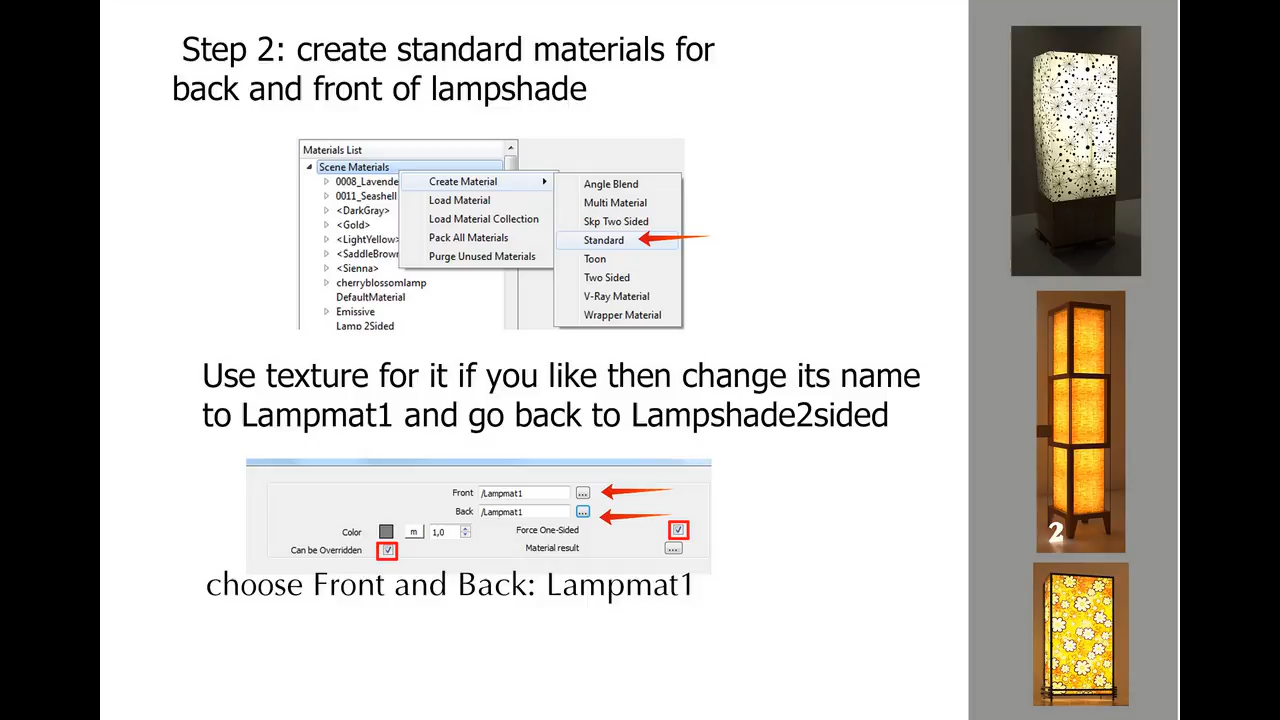 Step 2: create standard materials for
back and front of lampshade
Materials List
Scene Materials
0008_Lavende
0011_Seashell
<DarkGray>
<Gold>
<LightYellow>
<SaddleBrown
<Sienna>
cherryblossomlamp
DefaultMaterial
Emissive
Lamp 2Sided
Create Material
Load Material
Load Material Collection
Pack All Materials
Purge Unused Materials
Angle Blend
Multi Material
Skp Two Sided
Standard
Toon
Two Sided
V-Ray Material
Wrapper Material
Use texture for it if you like then change its name
to Lampmat1 and go back to Lampshade2sided
Front /Lampmat1 ...
Back /Lampmat1 ...
Color m 1,0 Force One-Sided
Can be Overridden Material result ...
choose Front and Back: Lampmat1
2